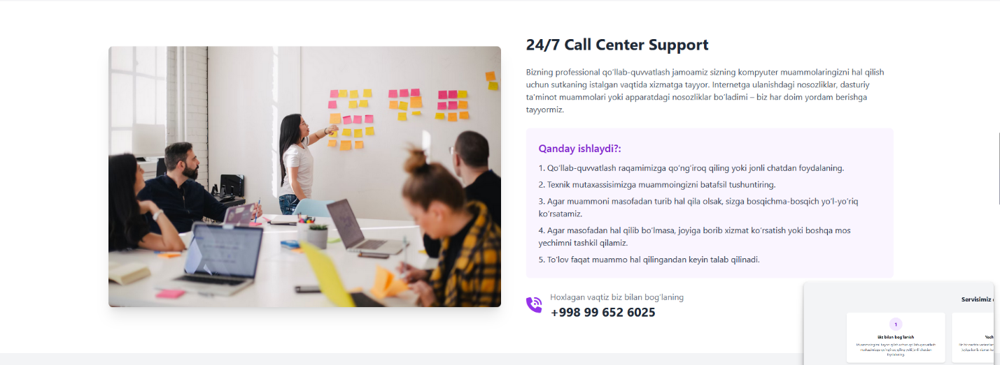 24/7 Call Center Support
Bizning professional qo'llab-quvvatlash jamoamiz sizning kompyuter muammolaringizni hal qilish
uchun sutkaning istalgan vaqtida xizmatga tayyor. Internetga ulanishdagi nosozliklar, dasturiy
ta'minot muammolari yoki apparatdagi nosozliklar bo'ladimi – biz har doim yordam berishga
tayyormiz.
Qanday ishlaydi?:
1. Qo'llab-quvvatlash raqamimizga qo'ng'iroq qiling yoki jonli chatdan foydalaning.
2. Texnik mutaxassisimizga muammoingizni batafsil tushuntiring.
3. Agar muammoni masofadan turib hal qila olsak, sizga bosqichma-bosqich yo'l-yo'riq
ko'rsatamiz.
4. Agar masofadan hal qilib bo'lmasa, joyiga borib xizmat ko'rsatish yoki boshqa mos
yechimni tashkil qilamiz.
5. To'lov faqat muammo hal qilingandan keyin talab qilinadi.
Hoxlagan vaqtiz biz bilan bog'laning
+998 99 652 6025
Servisimiz
1
Biz bilan bog'lanish
Yech